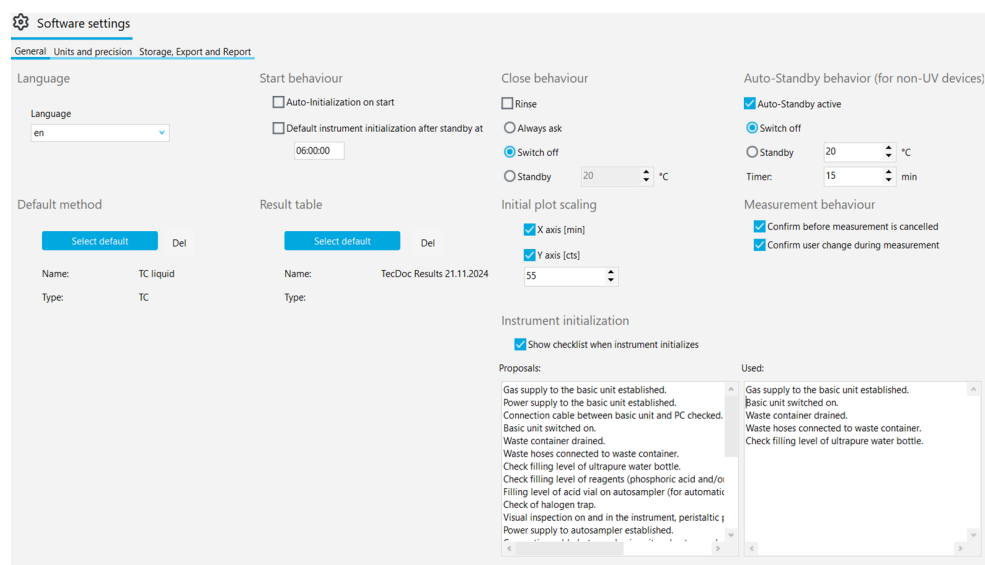 Software settings
General Units and precision Storage, Export and Report
Language
Language
en
Start behaviour
Auto-Initialization on start
Default instrument initialization after standby at
06:00:00
Close behaviour
Rinse
Always ask
Switch off
Standby 20 °C
Auto-Standby behavior (for non-UV devices)
Auto-Standby active
Switch off
Standby 20 °C
Timer: 15 min
Default method
Select default Del
Name: TC liquid
Type: TC
Result table
Select default Del
Name: TecDoc Results 21.11.2024
Type:
Initial plot scaling
X axis [min]
Y axis [cts]
55
Measurement behaviour
Confirm before measurement is cancelled
Confirm user change during measurement
Instrument initialization
Show checklist when instrument initializes
Proposals:
Gas supply to the basic unit established.
Power supply to the basic unit established.
Connection cable between basic unit and PC checked.
Basic unit switched on.
Waste container drained.
Waste hoses connected to waste container.
Check filling level of ultrapure water bottle.
Check filling level of reagents (phosphoric acid and/o
Filling level of acid vial on autosampler (for automatic
Check of halogen trap.
Visual inspection on and in the instrument, peristaltic
Power supply to autosampler established.
Used:
Gas supply to the basic unit established.
Basic unit switched on.
Waste container drained.
Waste hoses connected to waste container.
Check filling level of ultrapure water bottle.